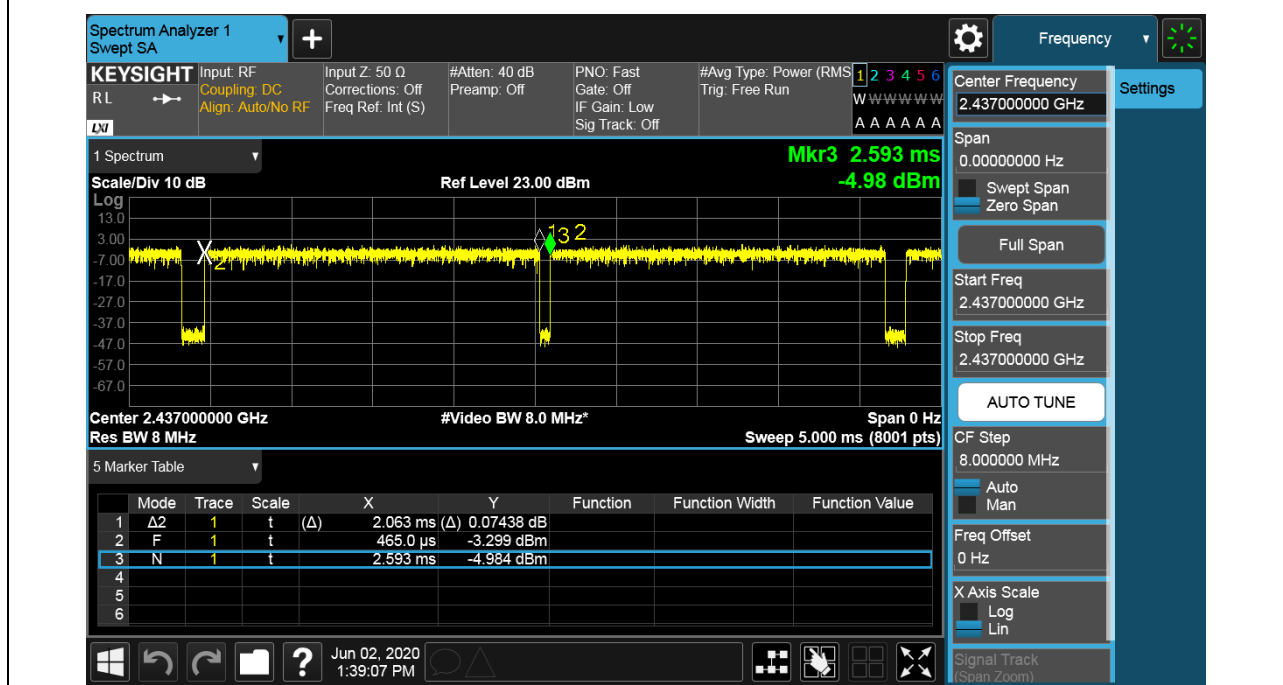 Spectrum Analyzer 1
Swept SA
+
Frequency
KEYSIGHT
RL
LXI
Input: RF
Coupling: DC
Align: Auto/No RF
Input Z: 50 Ω
Corrections: Off
Freq Ref: Int (S)
#Atten: 40 dB
Preamp: Off
PNO: Fast
Gate: Off
IF Gain: Low
Sig Track: Off
#Avg Type: Power (RMS
Trig: Free Run
1 2 3 4 5 6
W W W W W W
A A A A A A
1 Spectrum
Mkr3 2.593 ms
Scale/Div 10 dB
Ref Level 23.00 dBm
-4.98 dBm
Log
13.0
3.00
-7.00
-17.0
-27.0
-37.0
-47.0
-57.0
-67.0
X
2
1
3
2
Center 2.437000000 GHz
#Video BW 8.0 MHz*
Span 0 Hz
Res BW 8 MHz
Sweep 5.000 ms (8001 pts)
5 Marker Table
Mode Trace Scale X Y Function Function Width Function Value
1 Δ2 1 t (Δ) 2.063 ms (Δ) 0.07438 dB
2 F 1 t 465.0 µs -3.299 dBm
3 N 1 t 2.593 ms -4.984 dBm
4
5
6
?
Jun 02, 2020
1:39:07 PM
Center Frequency
2.437000000 GHz
Span
0.00000000 Hz
Swept Span
Zero Span
Full Span
Start Freq
2.437000000 GHz
Stop Freq
2.437000000 GHz
AUTO TUNE
CF Step
8.000000 MHz
Auto
Man
Freq Offset
0 Hz
X Axis Scale
Log
Lin
Signal Track
(Span Zoom)
Settings